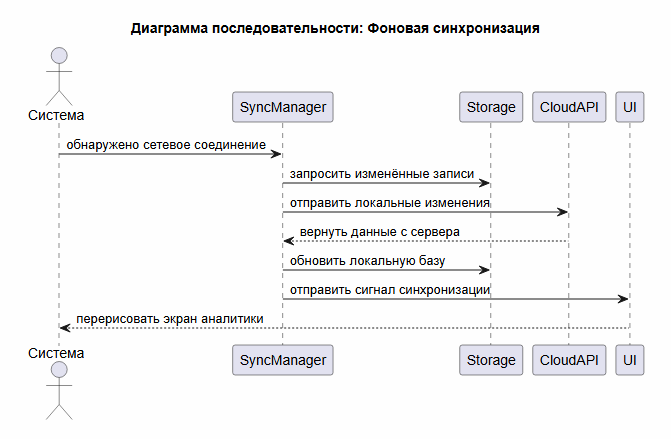 Диаграмма последовательности: Фоновая синхронизация
Система
SyncManager
Storage
CloudAPI
UI
обнаружено сетевое соединение
запросить изменённые записи
отправить локальные изменения
вернуть данные с сервера
обновить локальную базу
отправить сигнал синхронизации
перерисовать экран аналитики
Система
SyncManager
Storage
CloudAPI
UI